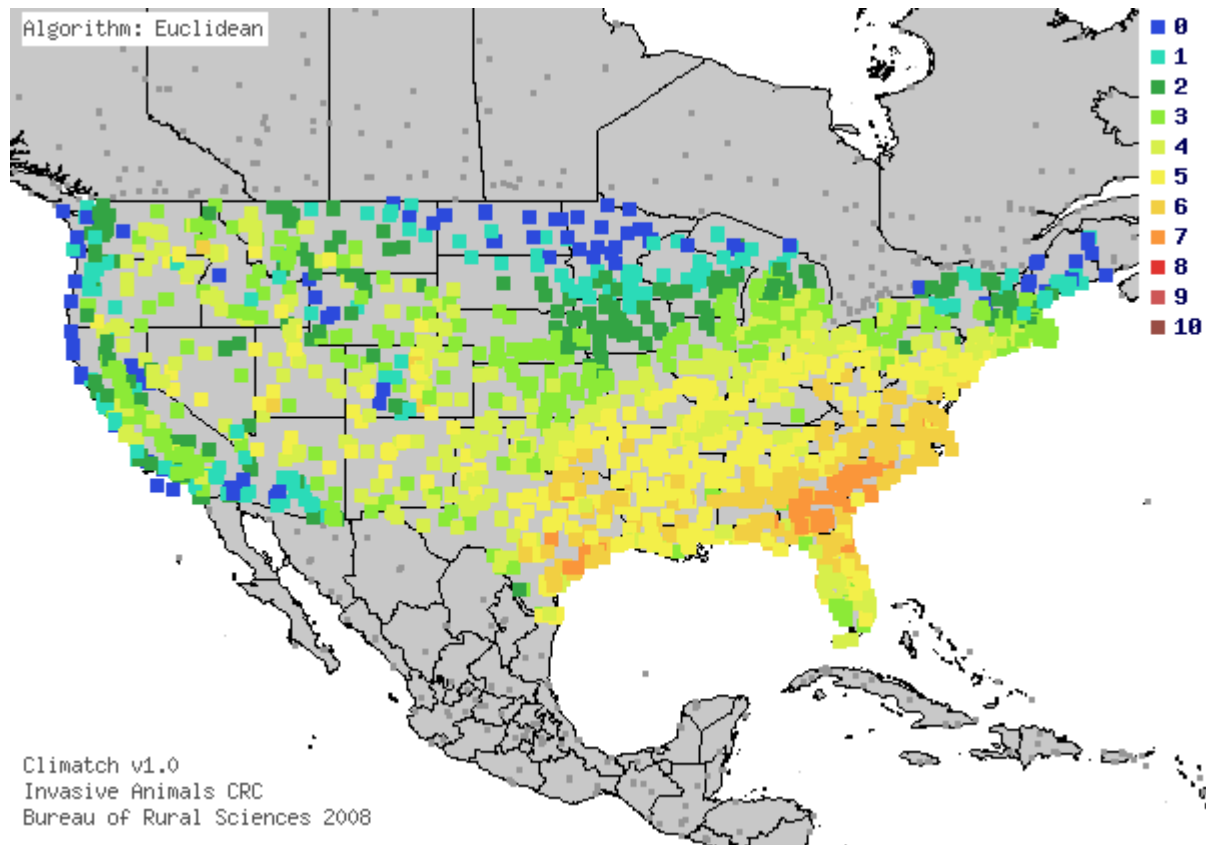 Algorithm: Euclidean
0
1
2
3
4
5
6
7
8
9
10
Climatch v1.0
Invasive Animals CRC
Bureau of Rural Sciences 2008